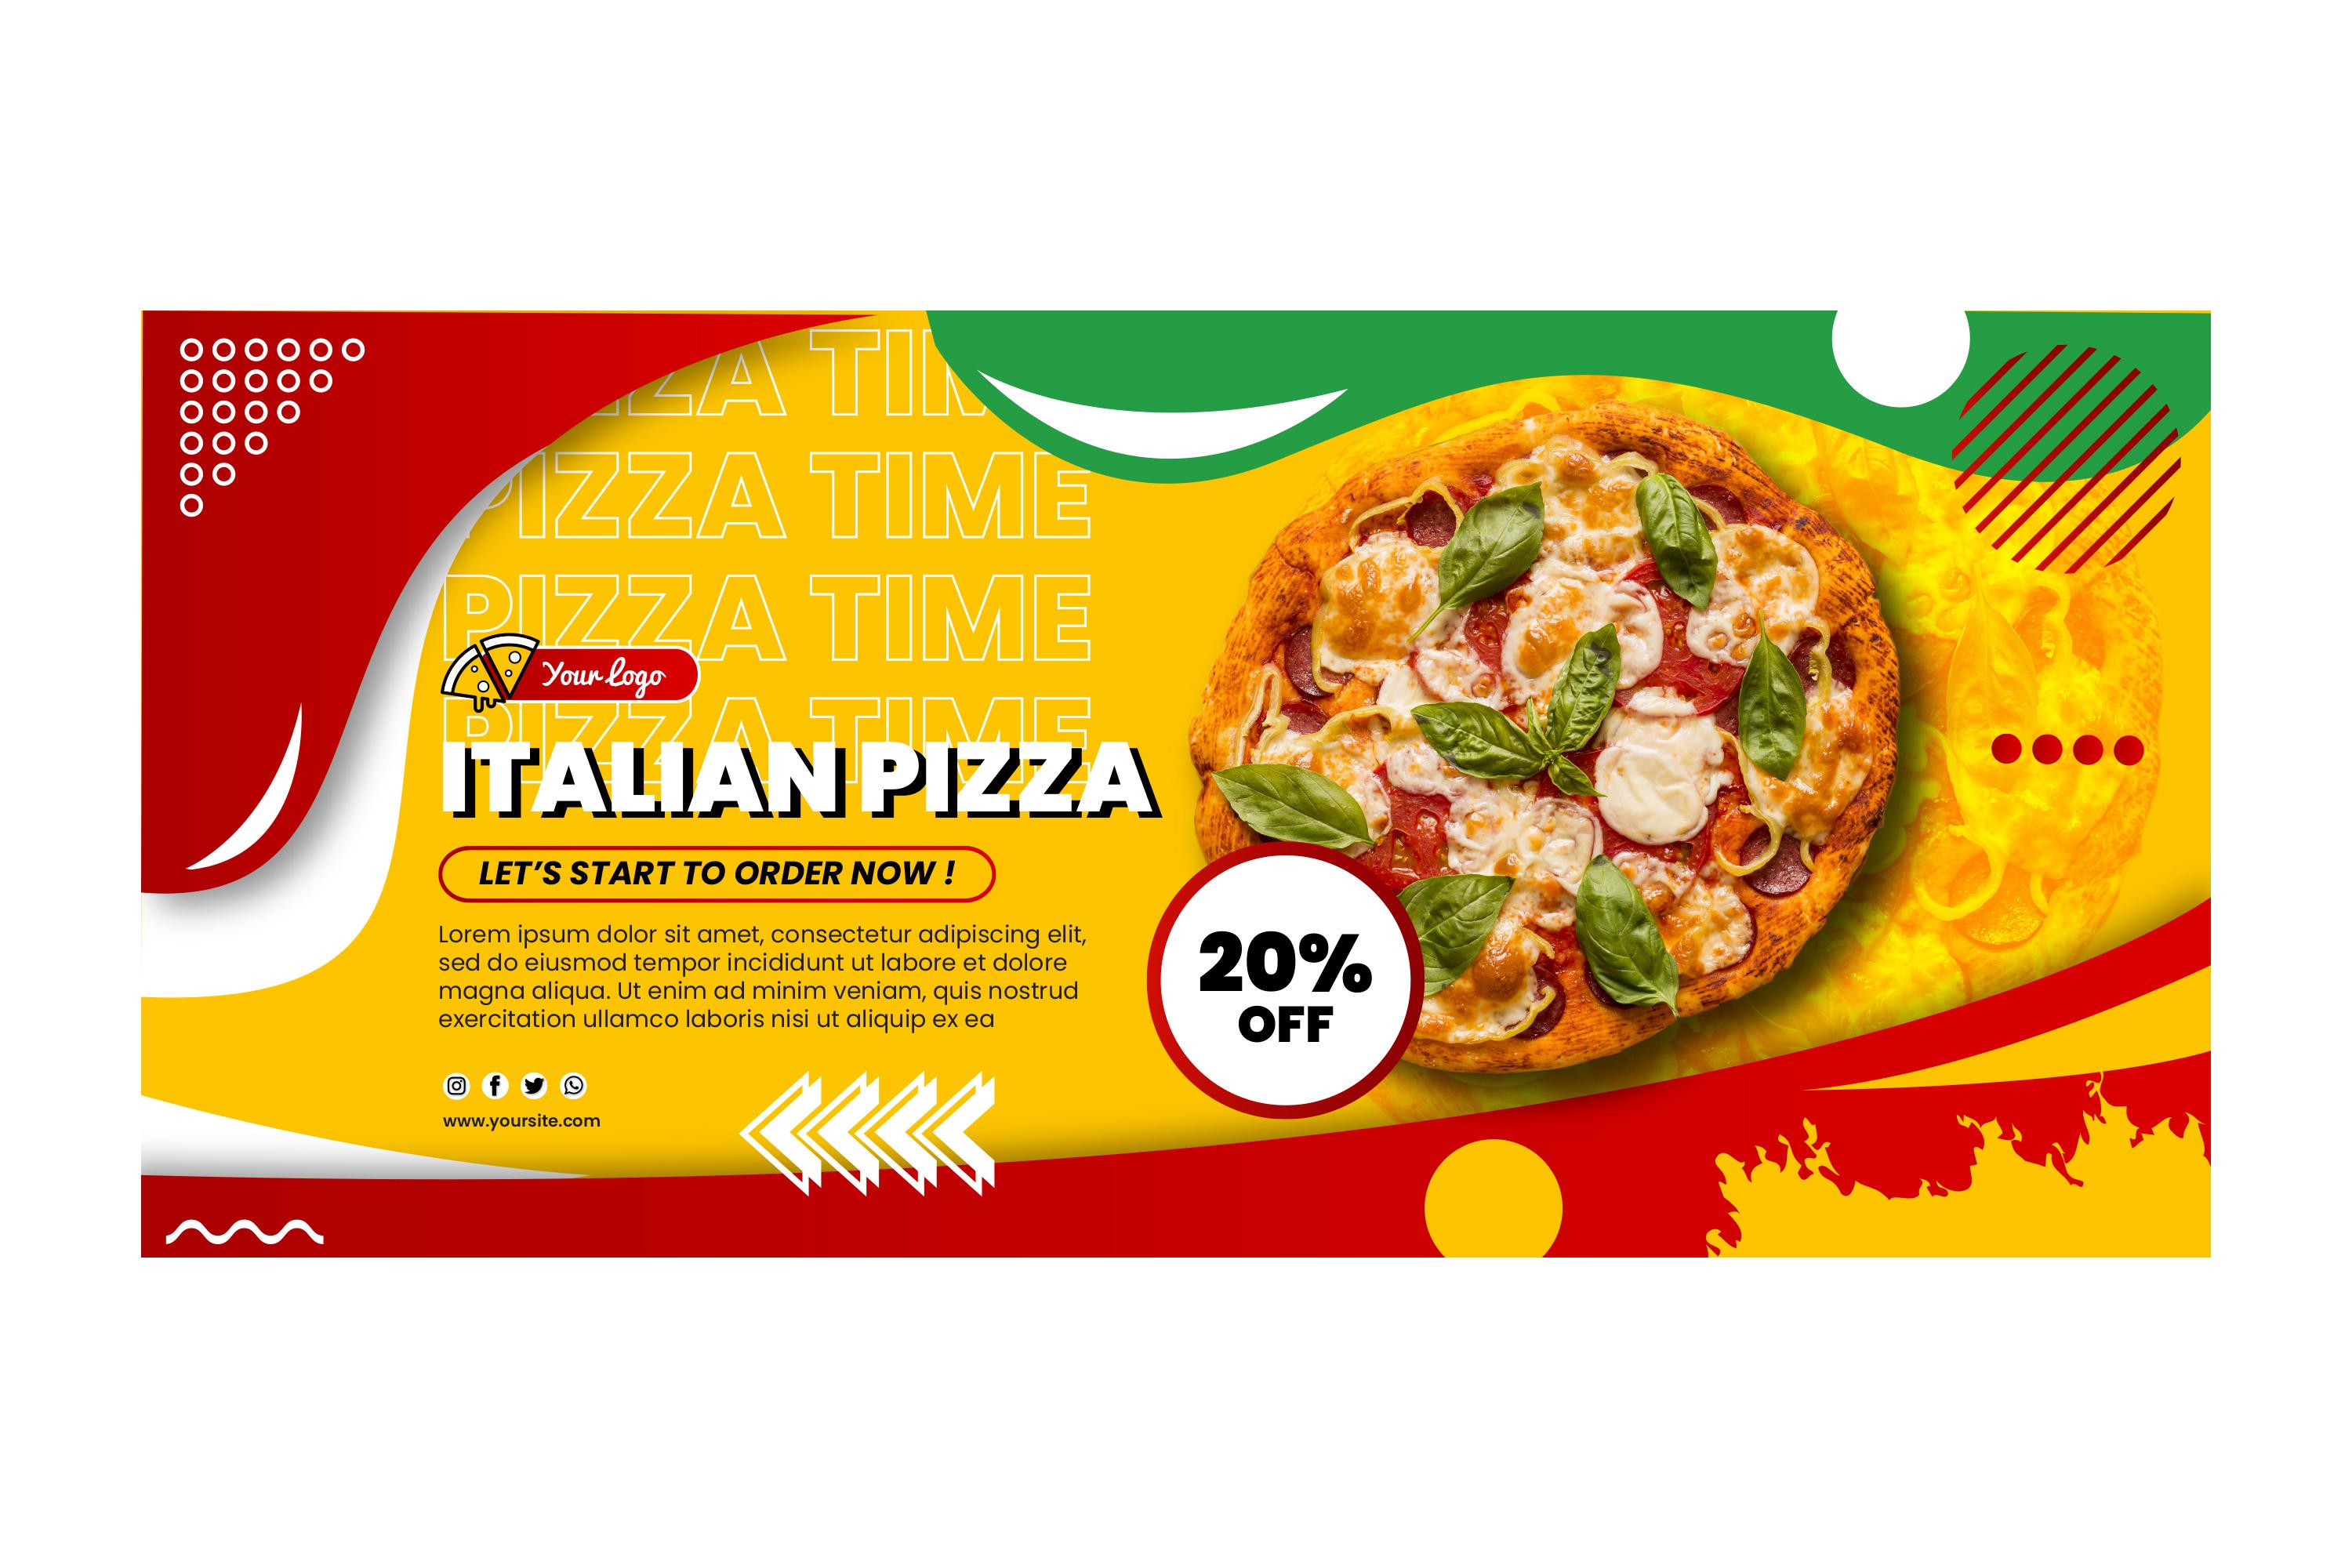 PIZZA TIME
PIZZA TIME
PIZZA TIME
Your Logo
PIZZA TIME
ITALIAN PIZZA
LET’S START TO ORDER NOW !
Lorem ipsum dolor sit amet, consectetur adipiscing elit,
sed do eiusmod tempor incididunt ut labore et dolore
magna aliqua. Ut enim ad minim veniam, quis nostrud
exercitation ullamco laboris nisi ut aliquip ex ea
www.yoursite.com
20%
OFF